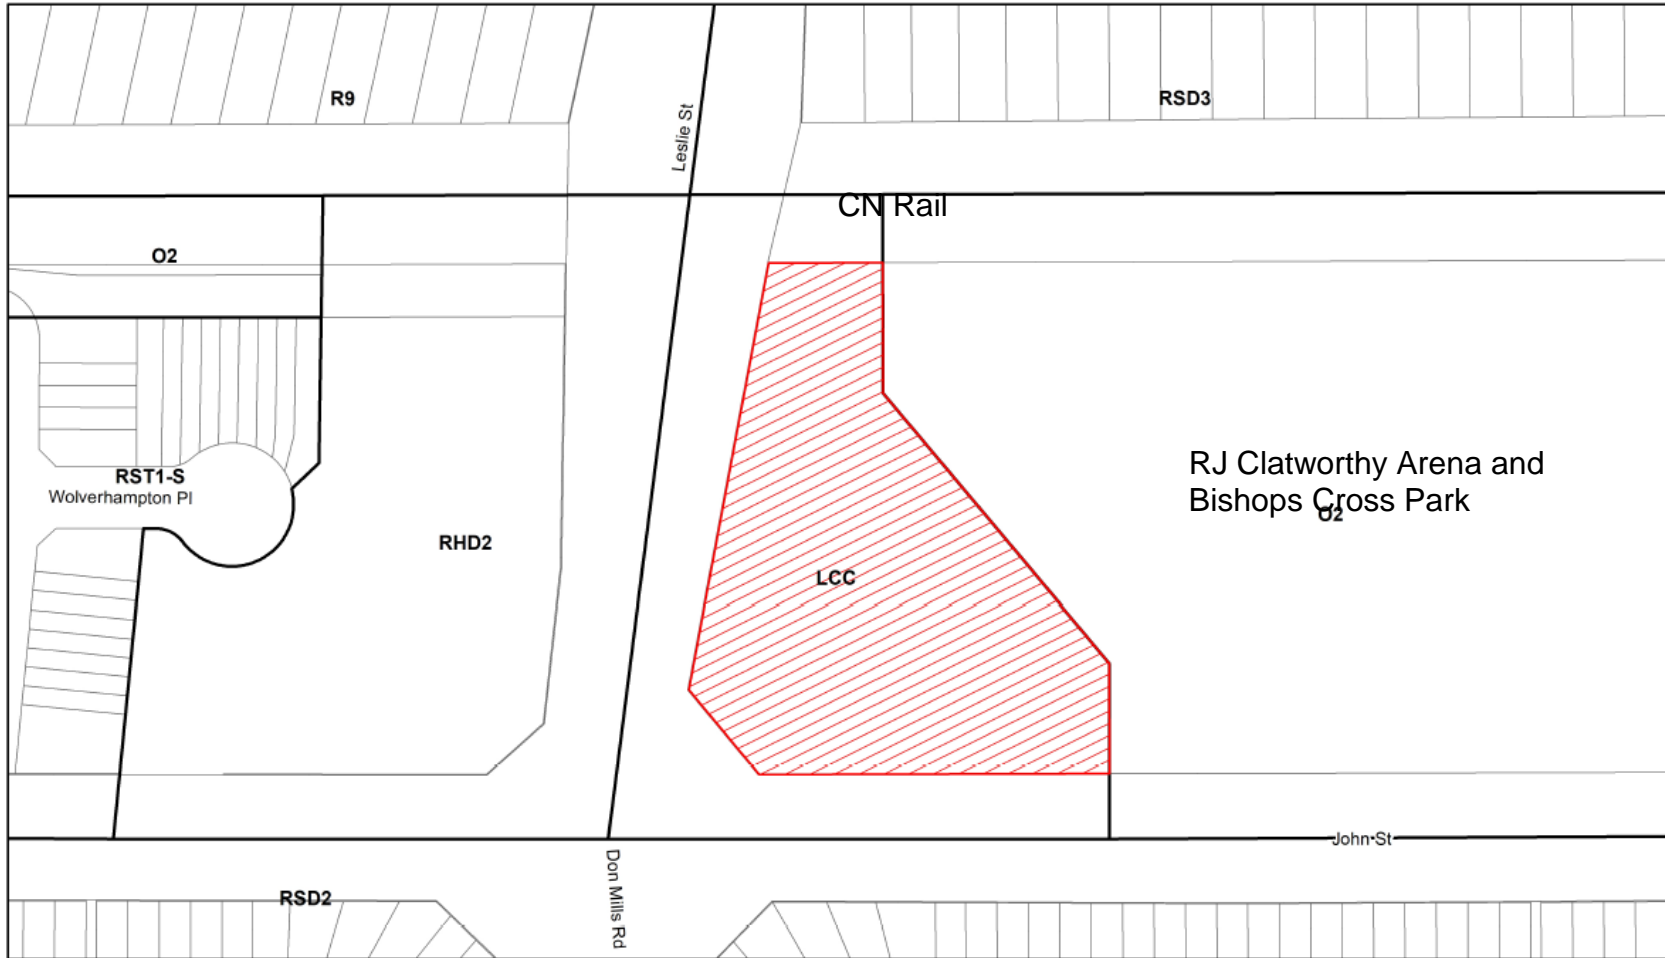 R9
RSD3
Leslie St
CN Rail
O2
RJ Clatworthy Arena and
Bishops Cross Park
O2
RST1-S
Wolverhampton Pl
RHD2
LCC
John St
Don Mills Rd
RSD2